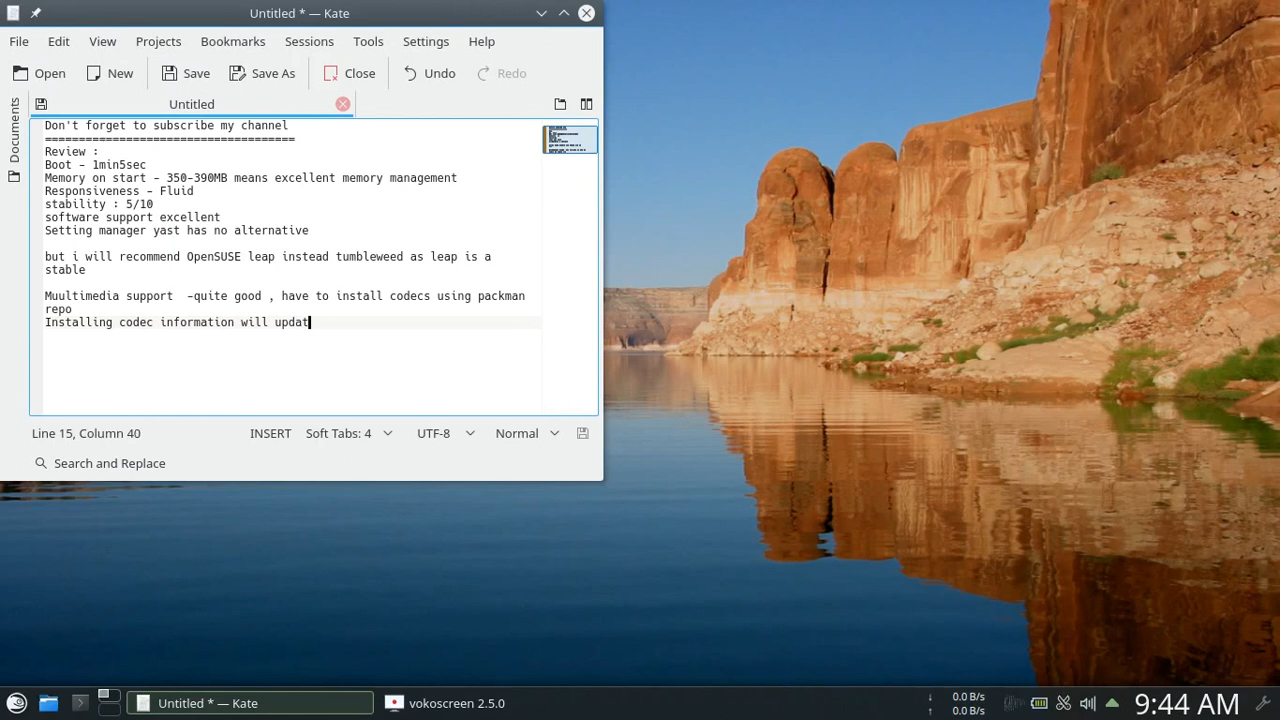 Untitled * — Kate
File Edit View Projects Bookmarks Sessions Tools Settings Help
Open New Save Save As Close Undo Redo
Documents
Untitled
Don't forget to subscribe my channel
=====================================
Review :
Boot - 1min5sec
Memory on start - 350-390MB means excellent memory management
Responsiveness - Fluid
stability : 5/10
software support excellent
Setting manager yast has no alternative
but i will recommend OpenSUSE leap instead tumbleweed as leap is a
stable
Muultimedia support  -quite good , have to install codecs using packman
repo
Installing codec information will updat
Line 15, Column 40 INSERT Soft Tabs: 4 UTF-8 Normal
Search and Replace
Untitled * — Kate vokoscreen 2.5.0 0.0 B/s 9:44 AM
0.0 B/s